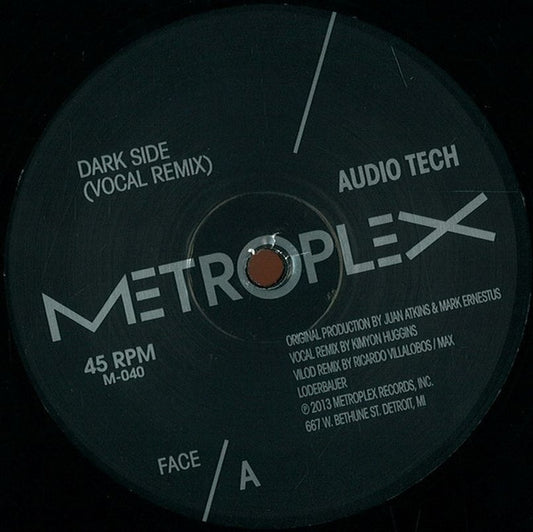 DARK SIDE
(VOCAL REMIX)
AUDIO TECH
METROPLEX
45 RPM
M-040
ORIGINAL PRODUCTION BY JUAN ATKINS & MARK ERNESTUS
VOCAL REMIX BY KIMYON HUGGINS
VILOD REMIX BY RICARDO VILLALOBOS / MAX
LODERBAUER
℗ 2013 METROPLEX RECORDS, INC.
667 W. BETHUNE ST. DETROIT, MI
FACE / A